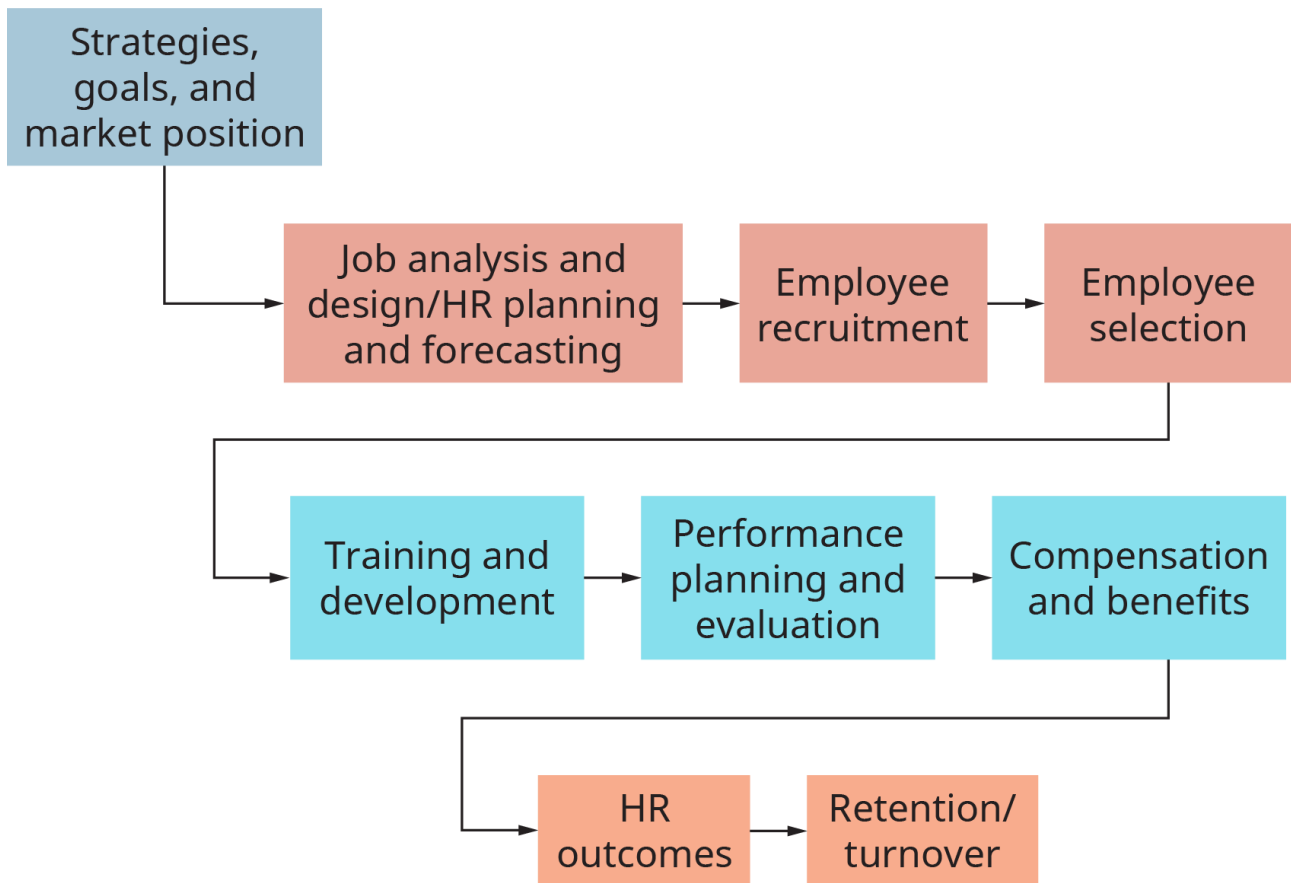 Strategies,
goals, and
market position
Job analysis and
design/HR planning
and forecasting
Employee
recruitment
Employee
selection
Training and
development
Performance
planning and
evaluation
Compensation
and benefits
HR
outcomes
Retention/
turnover